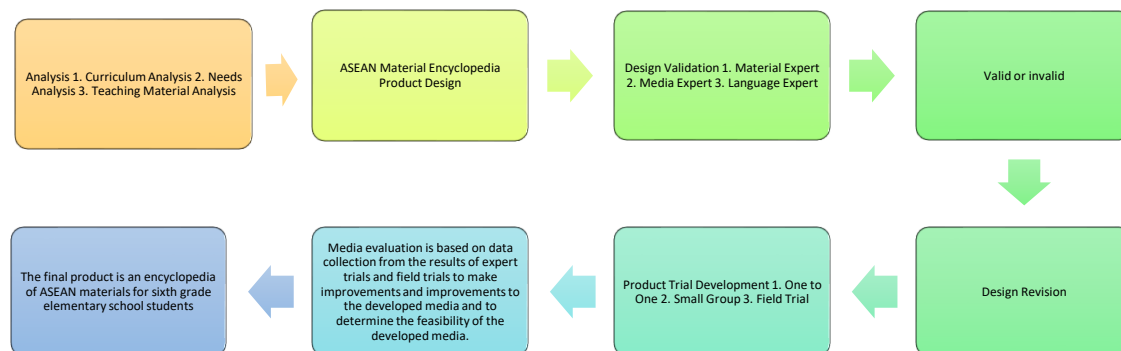 Analysis 1. Curriculum Analysis 2. Needs
Analysis 3. Teaching Material Analysis
ASEAN Material Encyclopedia
Product Design
Design Validation 1. Material Expert
2. Media Expert 3. Language Expert
Valid or invalid
Design Revision
Product Trial Development 1. One to
One 2. Small Group 3. Field Trial
Media evaluation is based on data
collection from the results of expert
trials and field trials to make
improvements and improvements to
the developed media and to
determine the feasibility of the
developed media.
The final product is an encyclopedia
of ASEAN materials for sixth grade
elementary school students